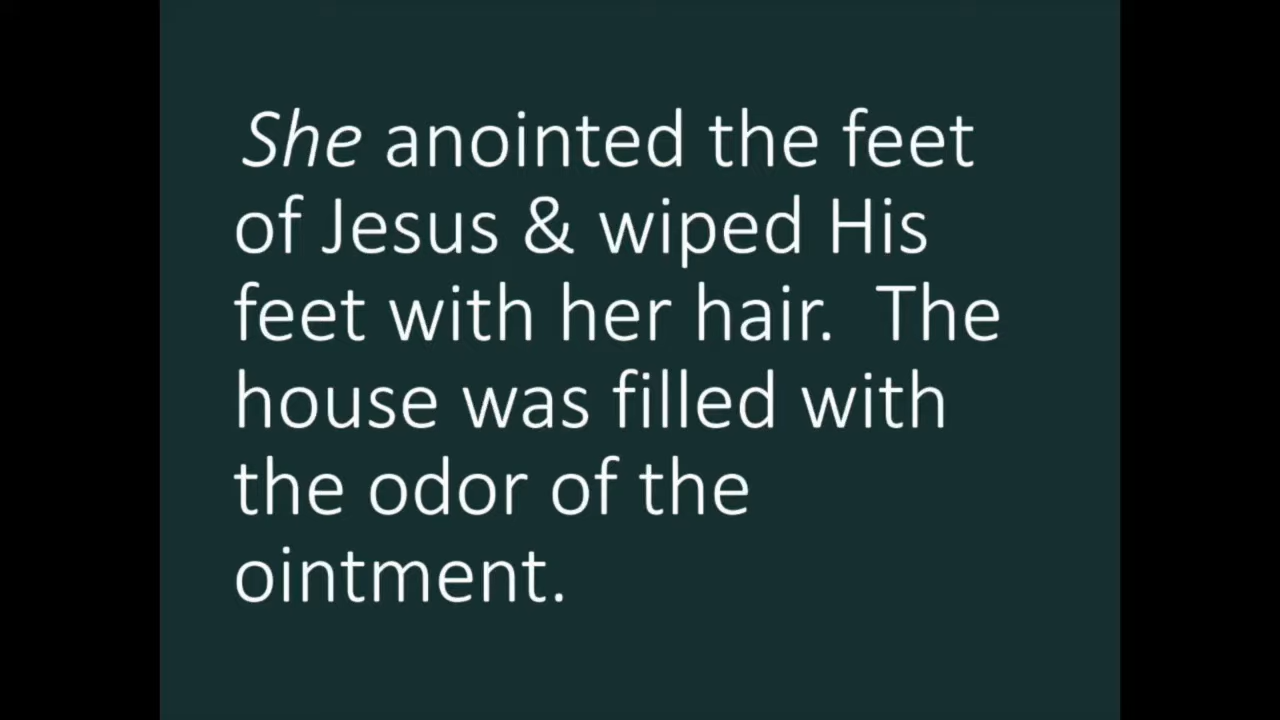 She anointed the feet
of Jesus & wiped His
feet with her hair.  The
house was filled with
the odor of the
ointment.